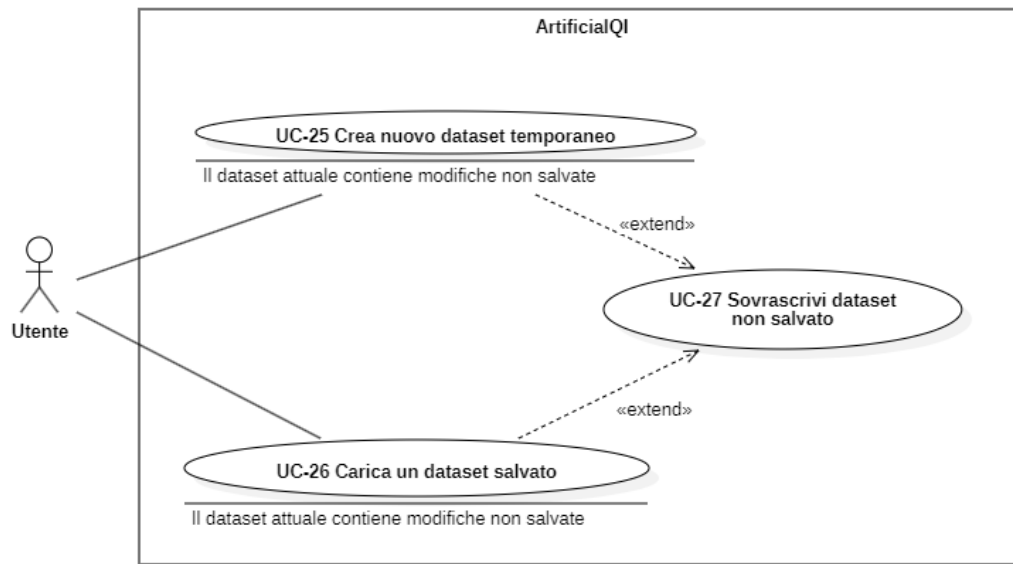 ArtificialQI
UC-25 Crea nuovo dataset temporaneo
Il dataset attuale contiene modifiche non salvate
«extend»
UC-27 Sovrascrivi dataset
non salvato
Utente
«extend»
UC-26 Carica un dataset salvato
Il dataset attuale contiene modifiche non salvate